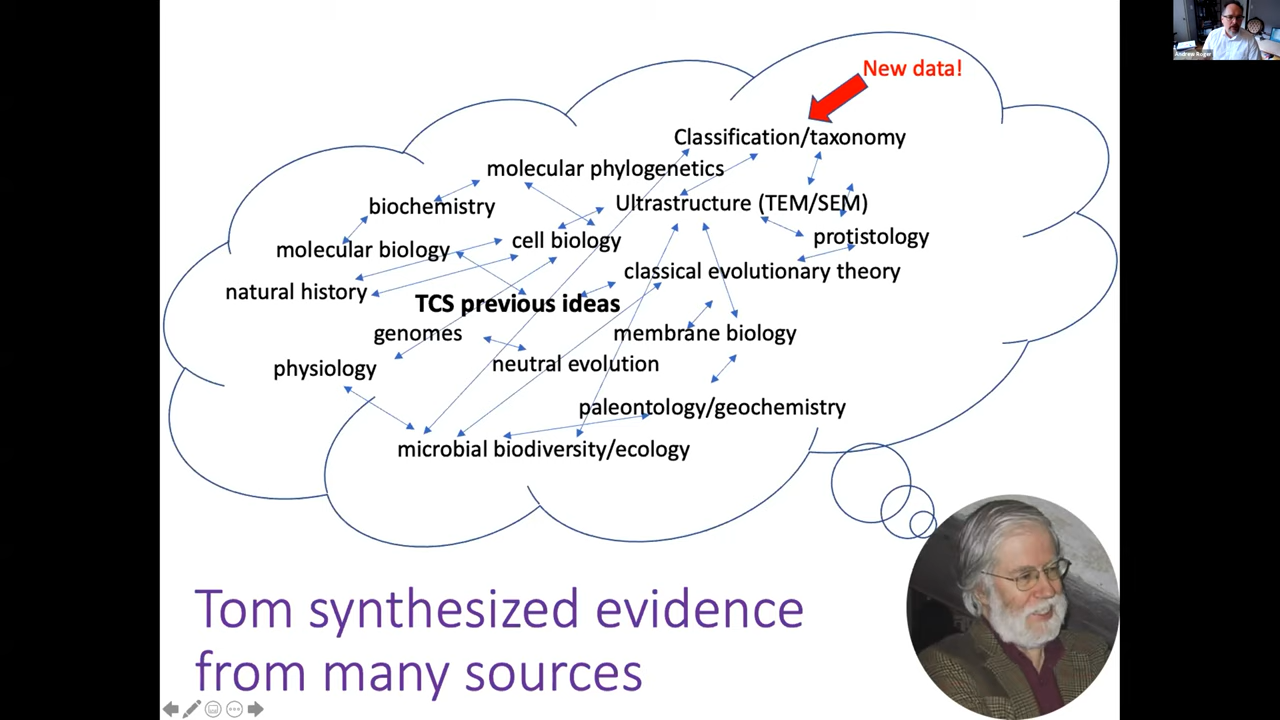 New data!
Andrew Roger
Classification/taxonomy
molecular phylogenetics
Ultrastructure (TEM/SEM)
biochemistry
protistology
cell biology
molecular biology
classical evolutionary theory
natural history
TCS previous ideas
genomes
membrane biology
neutral evolution
physiology
paleontology/geochemistry
microbial biodiversity/ecology
Tom synthesized evidence
from many sources